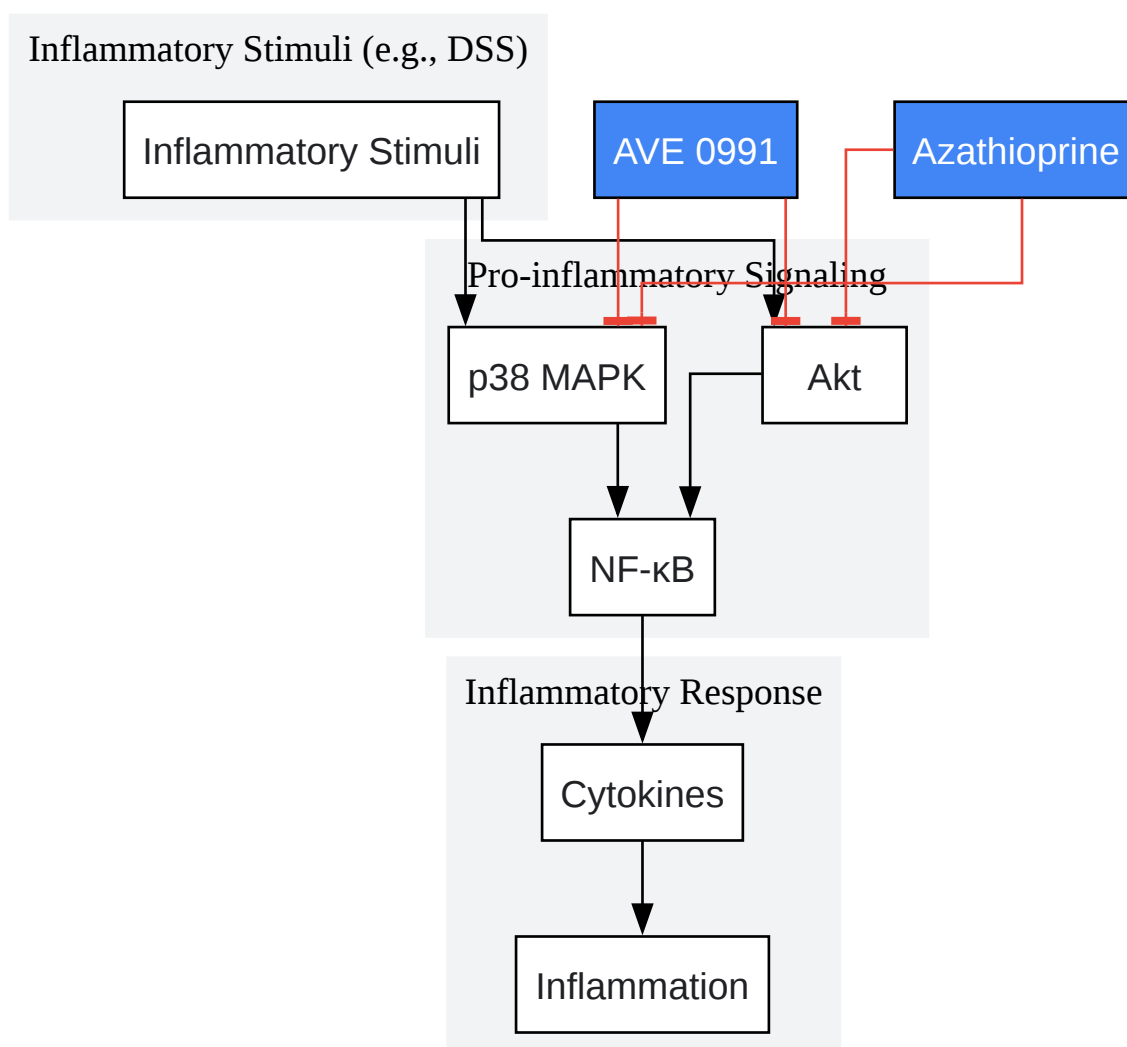 Inflammatory Stimuli (e.g., DSS)
Inflammatory Stimuli
AVE 0991
Azathioprine
Pro-inflammatory Signaling
p38 MAPK
Akt
NF-κB
Inflammatory Response
Cytokines
Inflammation